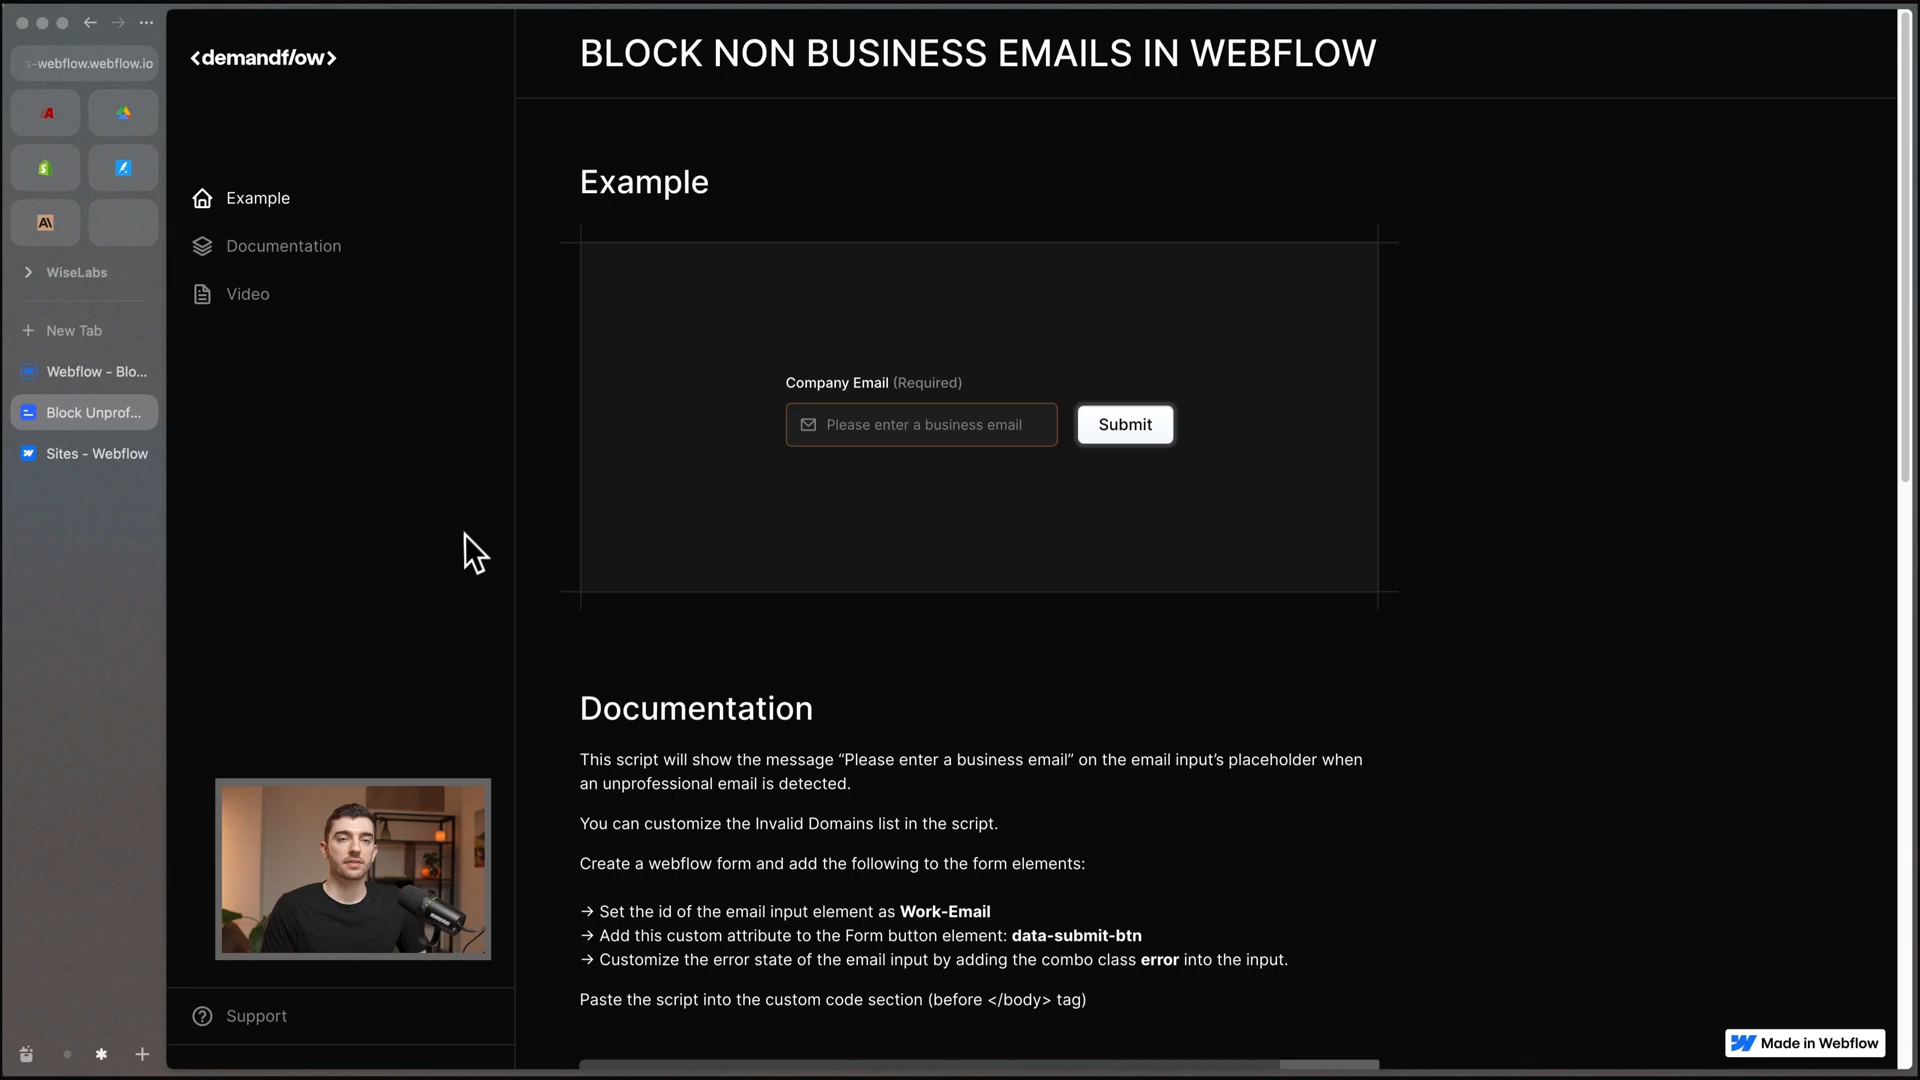 s-webflow.webflow.io
WiseLabs
New Tab
Webflow - Blo...
Block Unprof...
Sites - Webflow
<demandflow>
Example
Documentation
Video
Support
BLOCK NON BUSINESS EMAILS IN WEBFLOW
Example
Company Email (Required)
Please enter a business email
Submit
Documentation
This script will show the message “Please enter a business email” on the email input’s placeholder when
an unprofessional email is detected.
You can customize the Invalid Domains list in the script.
Create a webflow form and add the following to the form elements:
→ Set the id of the email input element as Work-Email
→ Add this custom attribute to the Form button element: data-submit-btn
→ Customize the error state of the email input by adding the combo class error into the input.
Paste the script into the custom code section (before </body> tag)
Made in Webflow